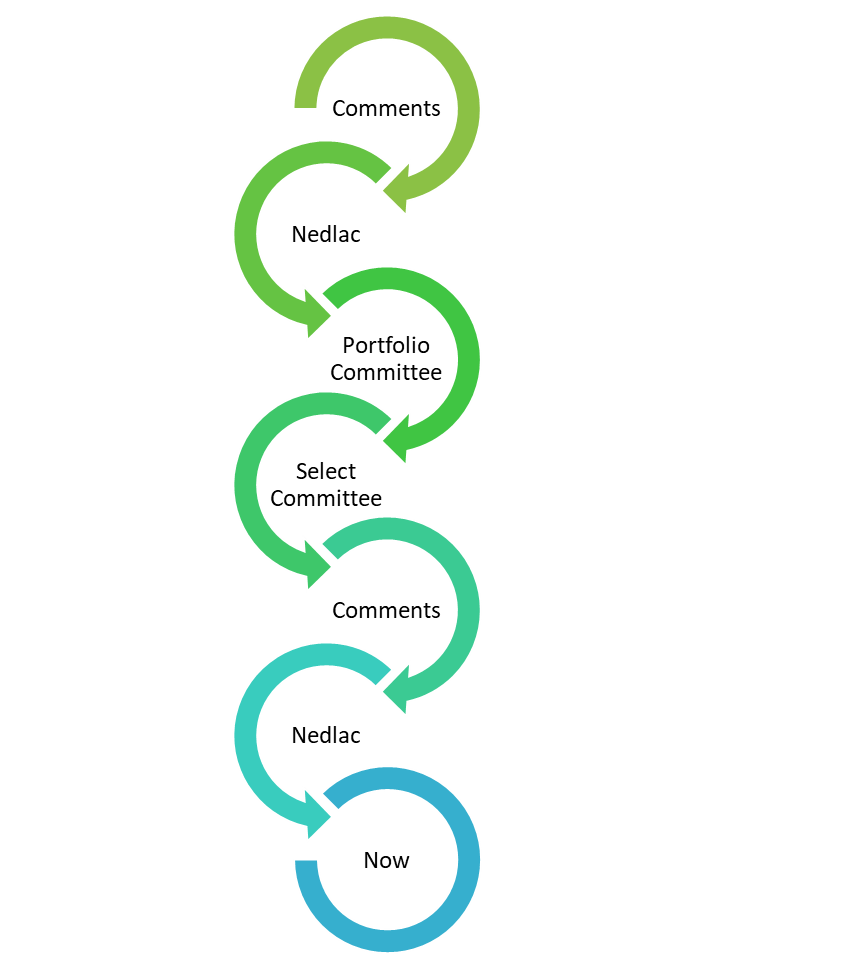 Comments
Nedlac
Portfolio
Committee
Select
Committee
Comments
Nedlac
Now